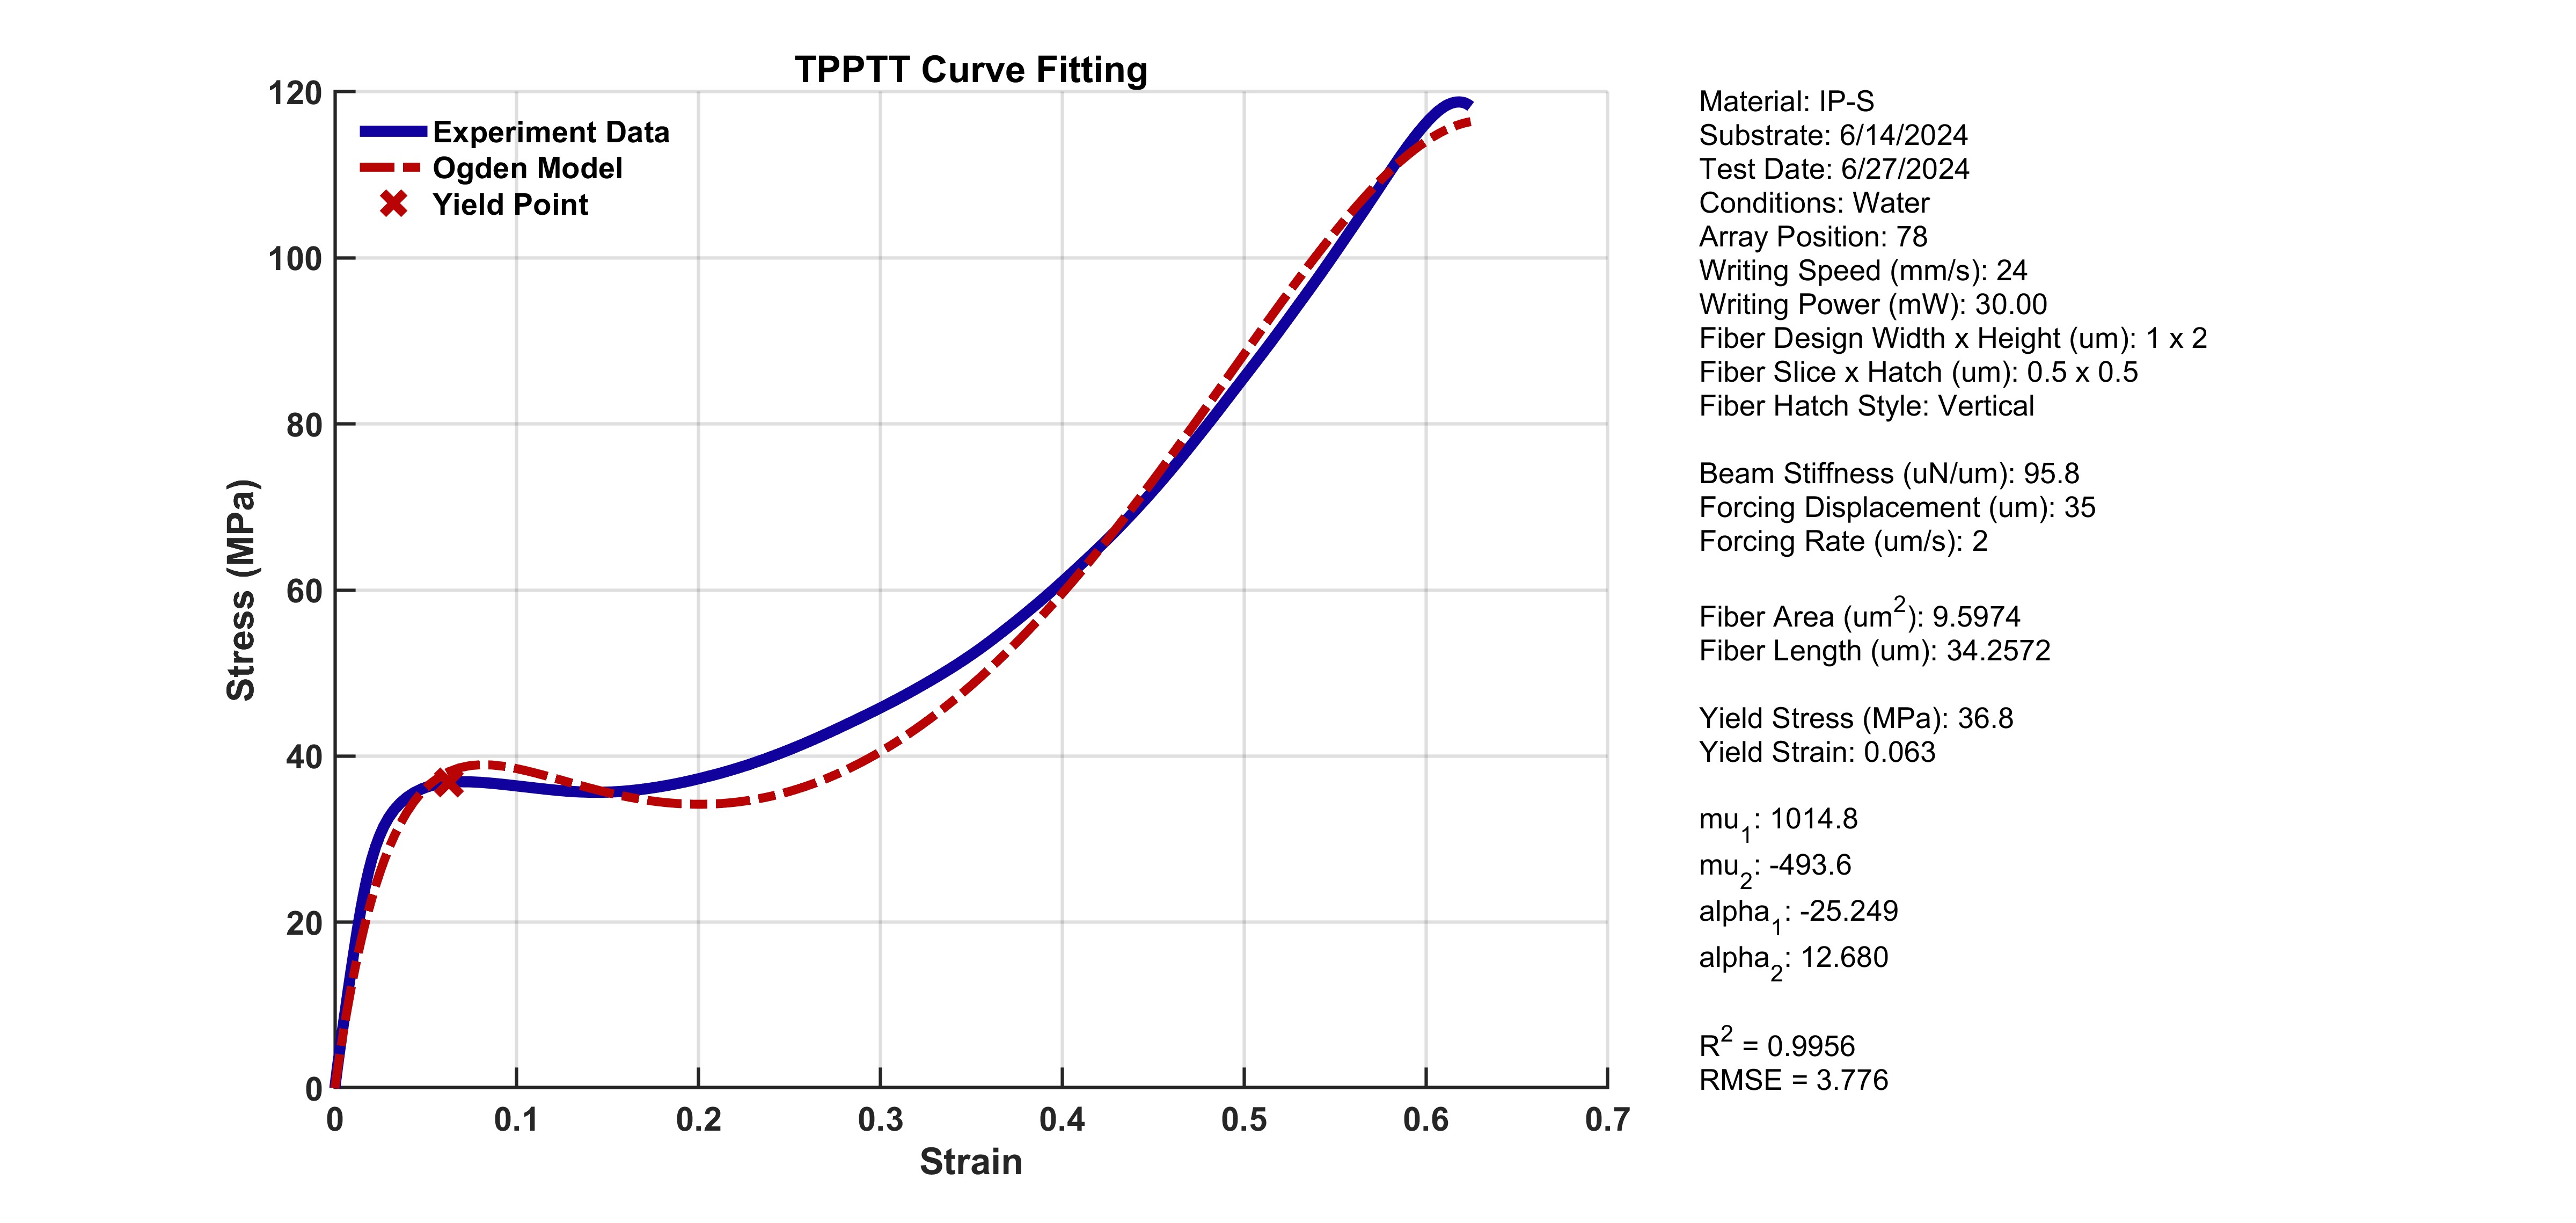 TPPTT Curve Fitting
120
100
80
60
40
20
0
Stress (MPa)
Experiment Data
Ogden Model
Yield Point
0 0.1 0.2 0.3 0.4 0.5 0.6 0.7
Strain
Material: IP-S
Substrate: 6/14/2024
Test Date: 6/27/2024
Conditions: Water
Array Position: 78
Writing Speed (mm/s): 24
Writing Power (mW): 30.00
Fiber Design Width x Height (um): 1 x 2
Fiber Slice x Hatch (um): 0.5 x 0.5
Fiber Hatch Style: Vertical
Beam Stiffness (uN/um): 95.8
Forcing Displacement (um): 35
Forcing Rate (um/s): 2
Fiber Area (um²): 9.5974
Fiber Length (um): 34.2572
Yield Stress (MPa): 36.8
Yield Strain: 0.063
mu₁: 1014.8
mu₂: -493.6
alpha₁: -25.249
alpha₂: 12.680
R² = 0.9956
RMSE = 3.776